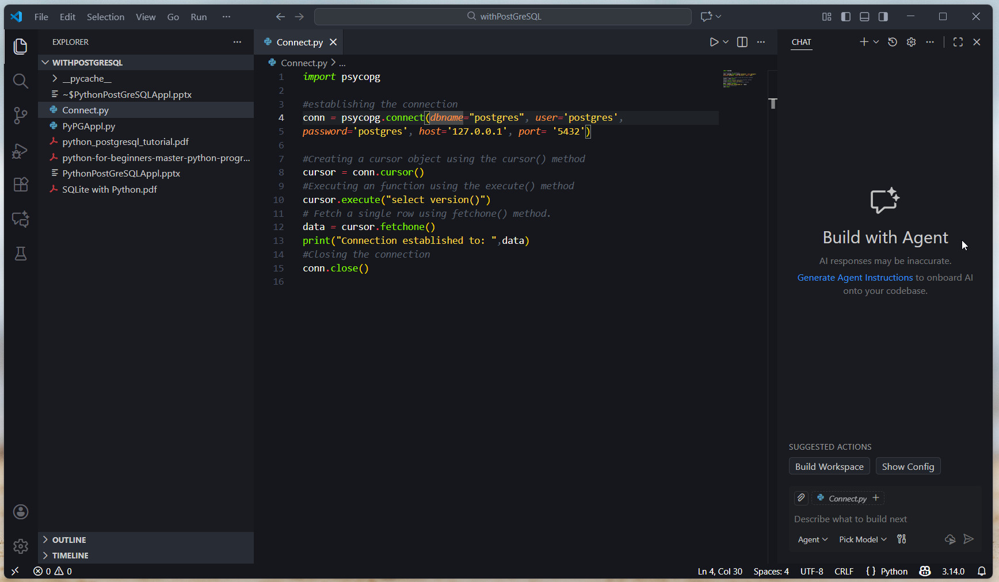 File Edit Selection View Go Run ···
withPostGreSQL
EXPLORER
WITHPOSTGRESQL
__pycache__
~$PythonPostGreSQLAppl.pptx
Connect.py
PyPGAppl.py
python_postgresql_tutorial.pdf
python-for-beginners-master-python-progr...
PythonPostGreSQLAppl.pptx
SQLite with Python.pdf
OUTLINE
TIMELINE
Connect.py
Connect.py > ...
1 import psycopg
2
3 #establishing the connection
4 conn = psycopg.connect(dbname="postgres", user='postgres',
5 password='postgres', host='127.0.0.1', port= '5432')
6
7 #Creating a cursor object using the cursor() method
8 cursor = conn.cursor()
9 #Executing an function using the execute() method
10 cursor.execute("select version()")
11 # Fetch a single row using fetchone() method.
12 data = cursor.fetchone()
13 print("Connection established to: ",data)
14 #Closing the connection
15 conn.close()
16
CHAT
Build with Agent
AI responses may be inaccurate.
Generate Agent Instructions to onboard AI
onto your codebase.
SUGGESTED ACTIONS
Build Workspace Show Config
Connect.py +
Describe what to build next
Agent Pick Model
0 0
Ln 4, Col 30 Spaces: 4 UTF-8 CRLF { } Python 3.14.0